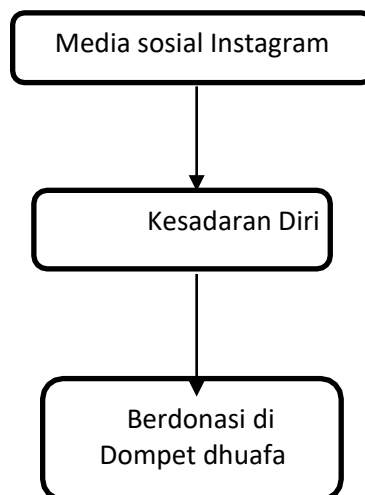 Media sosial Instagram
Kesadaran Diri
Berdonasi di
Dompet dhuafa